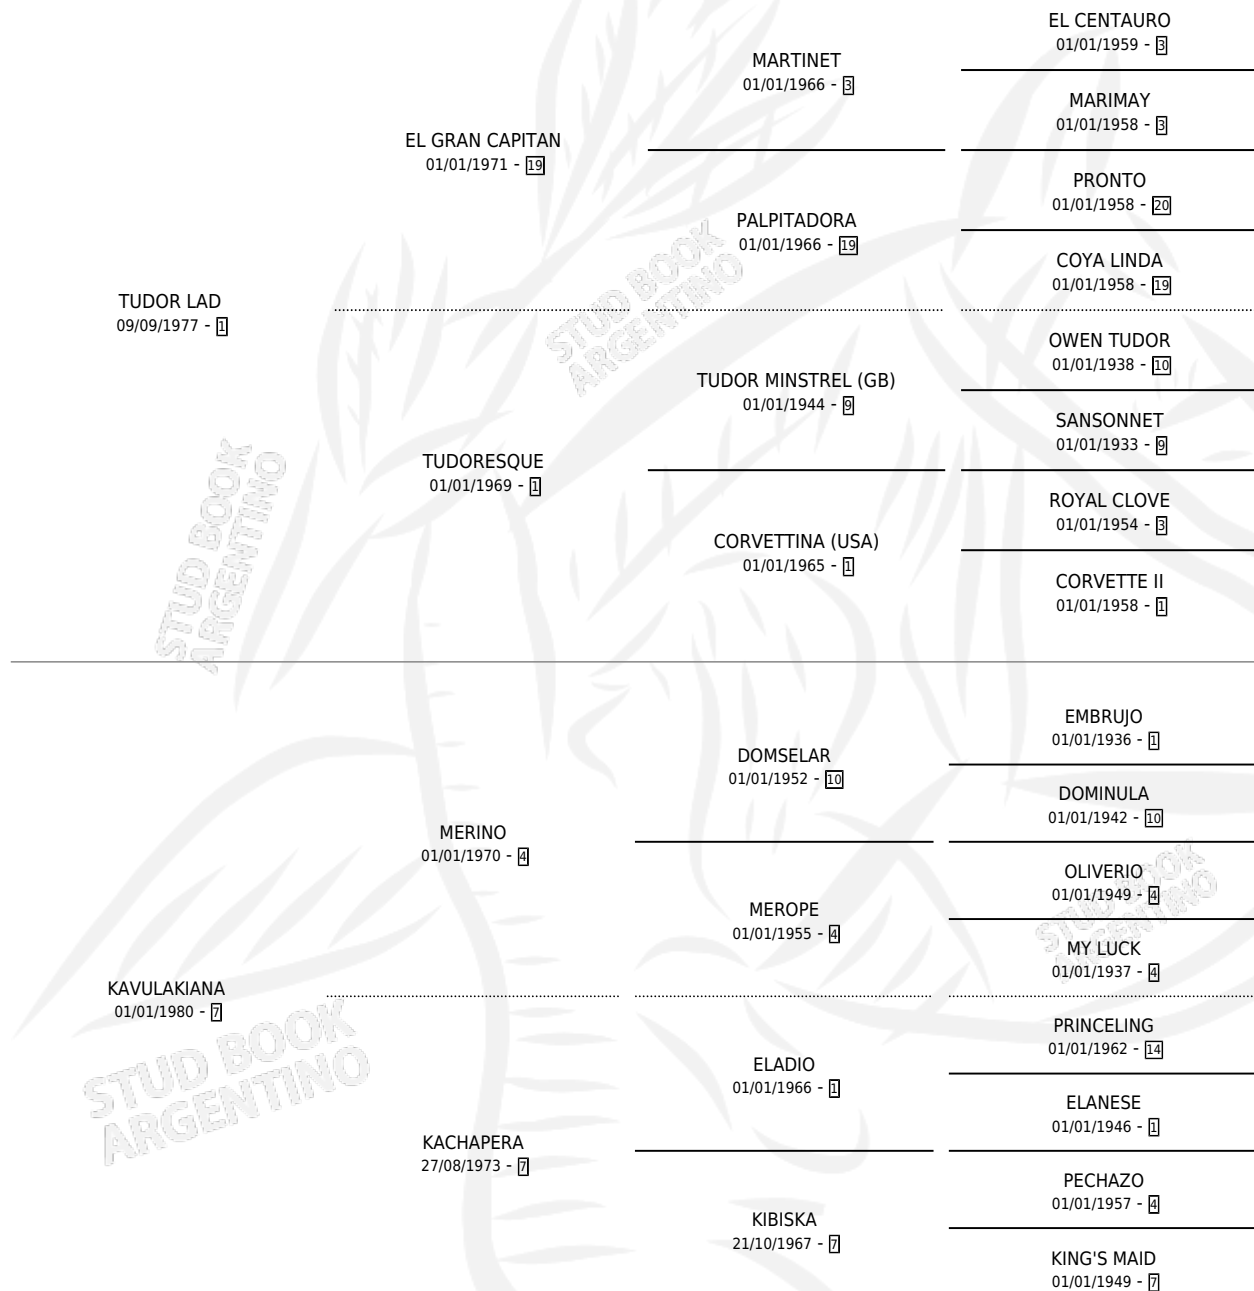 EL CENTAURO
01/01/1959 - 3
MARTINET
01/01/1966 - 3
MARIMAY
01/01/1958 - 3
EL GRAN CAPITAN
01/01/1971 - 19
PRONTO
01/01/1958 - 20
PALPITADORA
01/01/1966 - 19
COYA LINDA
01/01/1958 - 19
TUDOR LAD
09/09/1977 - 1
OWEN TUDOR
01/01/1938 - 10
TUDOR MINSTREL (GB)
01/01/1944 - 9
SANSONNET
01/01/1933 - 9
TUDORESQUE
01/01/1969 - 1
ROYAL CLOVE
01/01/1954 - 3
CORVETTINA (USA)
01/01/1965 - 1
CORVETTE II
01/01/1958 - 1
EMBRUJO
01/01/1936 - 1
DOMSELAR
01/01/1952 - 10
DOMINULA
01/01/1942 - 10
MERINO
01/01/1970 - 4
OLIVERIO
01/01/1949 - 4
MEROPE
01/01/1955 - 4
MY LUCK
01/01/1937 - 4
KAVULAKIANA
01/01/1980 - 7
PRINCELING
01/01/1962 - 14
ELADIO
01/01/1966 - 1
ELANESE
01/01/1946 - 1
KACHAPERA
27/08/1973 - 7
PECHAZO
01/01/1957 - 4
KIBISKA
21/10/1967 - 7
KING'S MAID
01/01/1949 - 7
STUD BOOK
ARGENTINO
STUD BOOK
ARGENTINO
STUD BOOK
ARGENTINO
STUD BOOK
ARGENTINO